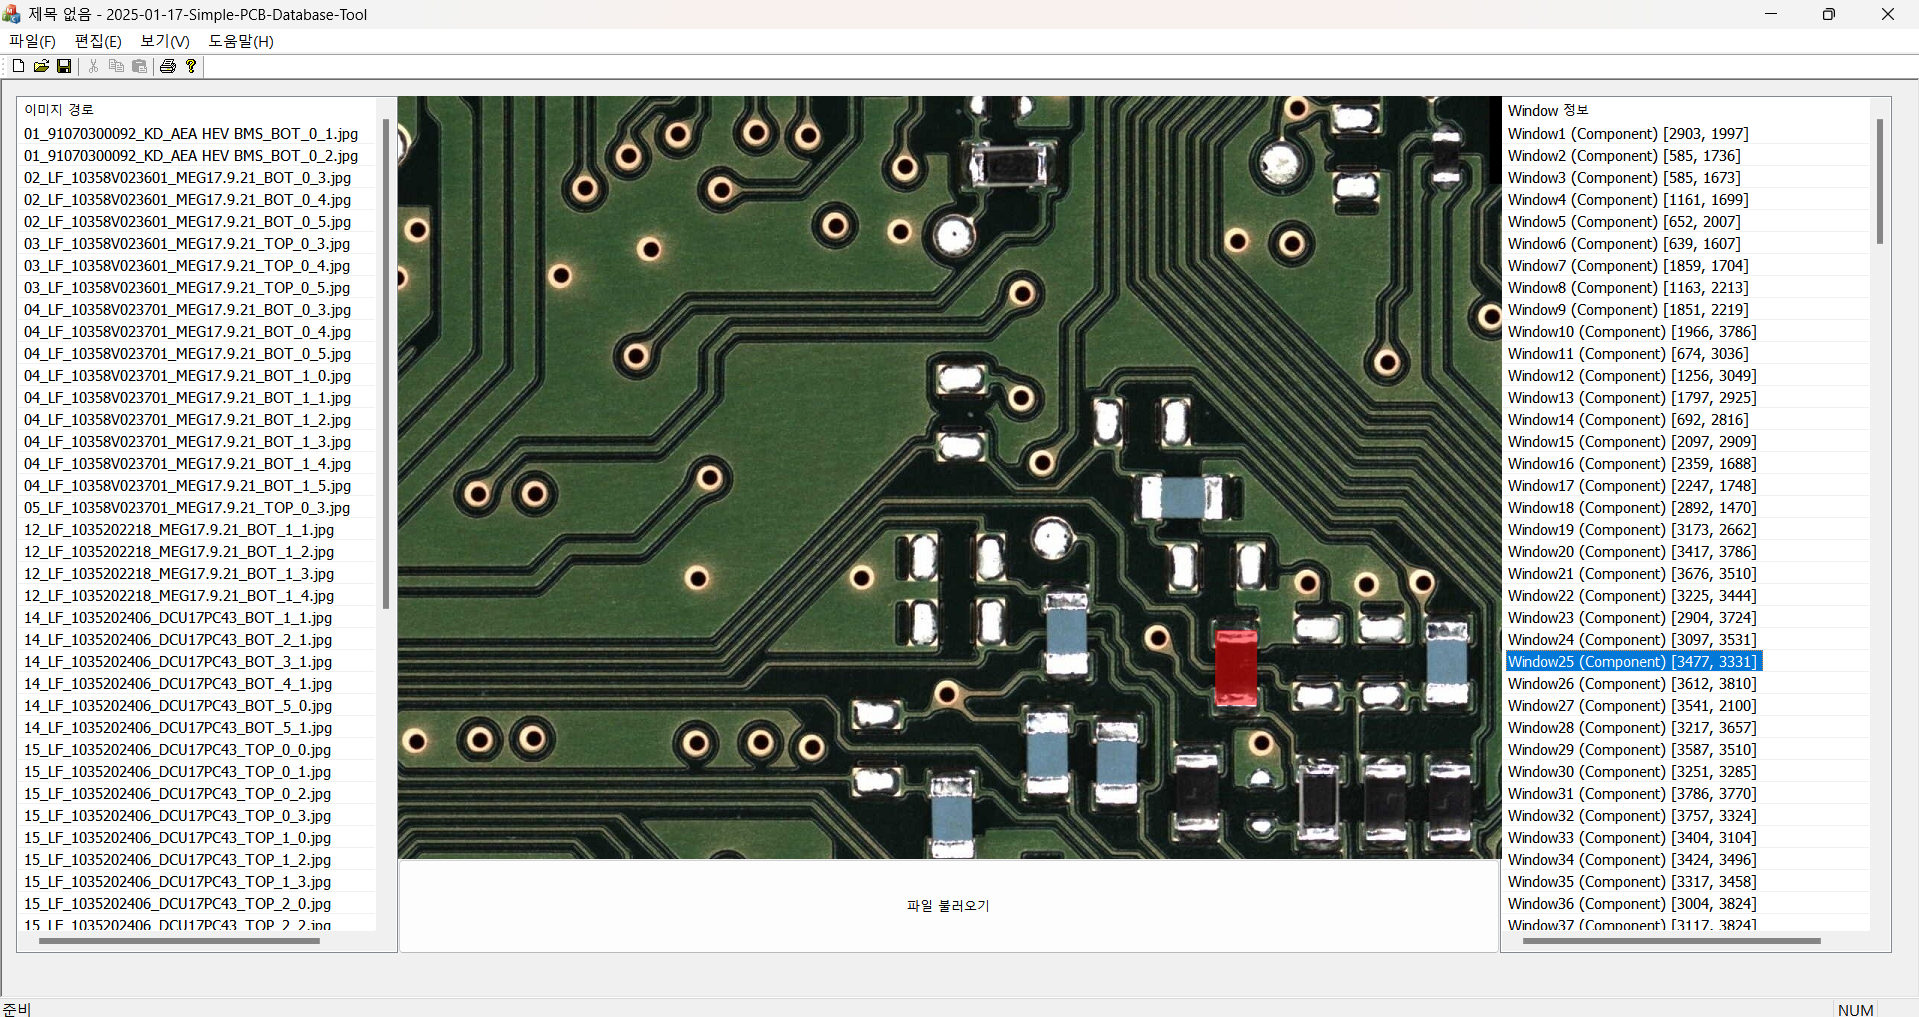 제목 없음 - 2025-01-17-Simple-PCB-Database-Tool
파일(F) 편집(E) 보기(V) 도움말(H)
이미지 경로
01_91070300092_KD_AEA HEV BMS_BOT_0_1.jpg
01_91070300092_KD_AEA HEV BMS_BOT_0_2.jpg
02_LF_10358V023601_MEG17.9.21_BOT_0_3.jpg
02_LF_10358V023601_MEG17.9.21_BOT_0_4.jpg
02_LF_10358V023601_MEG17.9.21_BOT_0_5.jpg
03_LF_10358V023601_MEG17.9.21_TOP_0_3.jpg
03_LF_10358V023601_MEG17.9.21_TOP_0_4.jpg
03_LF_10358V023601_MEG17.9.21_TOP_0_5.jpg
04_LF_10358V023701_MEG17.9.21_BOT_0_3.jpg
04_LF_10358V023701_MEG17.9.21_BOT_0_4.jpg
04_LF_10358V023701_MEG17.9.21_BOT_0_5.jpg
04_LF_10358V023701_MEG17.9.21_BOT_1_0.jpg
04_LF_10358V023701_MEG17.9.21_BOT_1_1.jpg
04_LF_10358V023701_MEG17.9.21_BOT_1_2.jpg
04_LF_10358V023701_MEG17.9.21_BOT_1_3.jpg
04_LF_10358V023701_MEG17.9.21_BOT_1_4.jpg
04_LF_10358V023701_MEG17.9.21_BOT_1_5.jpg
05_LF_10358V023701_MEG17.9.21_TOP_0_3.jpg
12_LF_1035202218_MEG17.9.21_BOT_1_1.jpg
12_LF_1035202218_MEG17.9.21_BOT_1_2.jpg
12_LF_1035202218_MEG17.9.21_BOT_1_3.jpg
12_LF_1035202218_MEG17.9.21_BOT_1_4.jpg
14_LF_1035202406_DCU17PC43_BOT_1_1.jpg
14_LF_1035202406_DCU17PC43_BOT_2_1.jpg
14_LF_1035202406_DCU17PC43_BOT_3_1.jpg
14_LF_1035202406_DCU17PC43_BOT_4_1.jpg
14_LF_1035202406_DCU17PC43_BOT_5_0.jpg
14_LF_1035202406_DCU17PC43_BOT_5_1.jpg
15_LF_1035202406_DCU17PC43_TOP_0_0.jpg
15_LF_1035202406_DCU17PC43_TOP_0_1.jpg
15_LF_1035202406_DCU17PC43_TOP_0_2.jpg
15_LF_1035202406_DCU17PC43_TOP_0_3.jpg
15_LF_1035202406_DCU17PC43_TOP_1_0.jpg
15_LF_1035202406_DCU17PC43_TOP_1_2.jpg
15_LF_1035202406_DCU17PC43_TOP_1_3.jpg
15_LF_1035202406_DCU17PC43_TOP_2_0.jpg
15_LF_1035202406_DCU17PC43_TOP_2_2.jpg
파일 불러오기
Window 정보
Window1 (Component) [2903, 1997]
Window2 (Component) [585, 1736]
Window3 (Component) [585, 1673]
Window4 (Component) [1161, 1699]
Window5 (Component) [652, 2007]
Window6 (Component) [639, 1607]
Window7 (Component) [1859, 1704]
Window8 (Component) [1163, 2213]
Window9 (Component) [1851, 2219]
Window10 (Component) [1966, 3786]
Window11 (Component) [674, 3036]
Window12 (Component) [1256, 3049]
Window13 (Component) [1797, 2925]
Window14 (Component) [692, 2816]
Window15 (Component) [2097, 2909]
Window16 (Component) [2359, 1688]
Window17 (Component) [2247, 1748]
Window18 (Component) [2892, 1470]
Window19 (Component) [3173, 2662]
Window20 (Component) [3417, 3786]
Window21 (Component) [3676, 3510]
Window22 (Component) [3225, 3444]
Window23 (Component) [2904, 3724]
Window24 (Component) [3097, 3531]
Window25 (Component) [3477, 3331]
Window26 (Component) [3612, 3810]
Window27 (Component) [3541, 2100]
Window28 (Component) [3217, 3657]
Window29 (Component) [3587, 3510]
Window30 (Component) [3251, 3285]
Window31 (Component) [3786, 3770]
Window32 (Component) [3757, 3324]
Window33 (Component) [3404, 3104]
Window34 (Component) [3424, 3496]
Window35 (Component) [3317, 3458]
Window36 (Component) [3004, 3824]
Window37 (Component) [3117, 3824]
준비
NUM